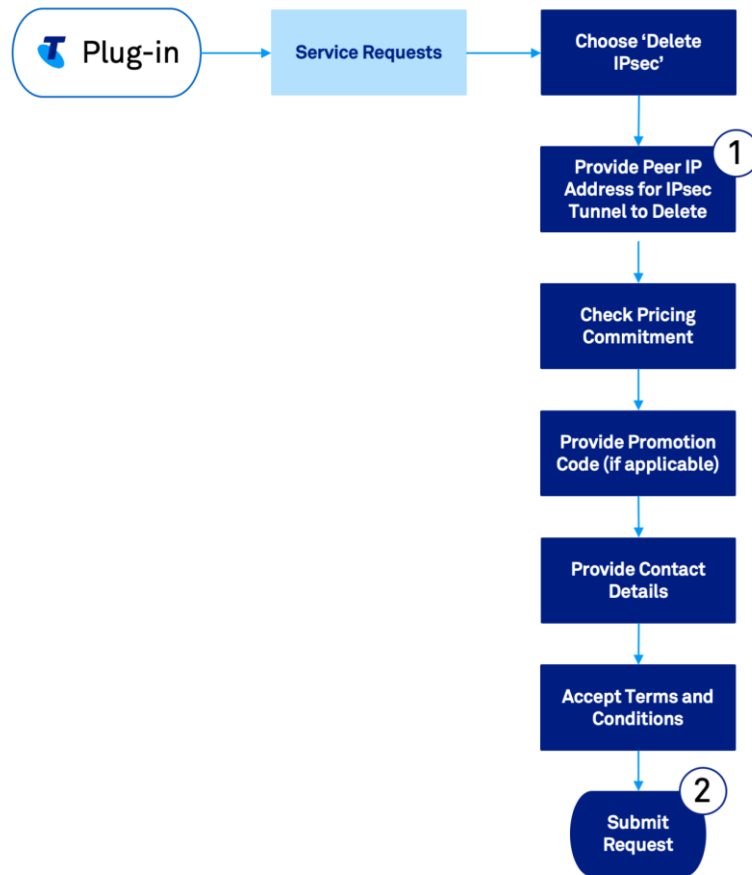 Plug-in
Service Requests
Choose ‘Delete
IPsec’
1
Provide Peer IP
Address for IPsec
Tunnel to Delete
Check Pricing
Commitment
Provide Promotion
Code (if applicable)
Provide Contact
Details
Accept Terms and
Conditions
2
Submit
Request